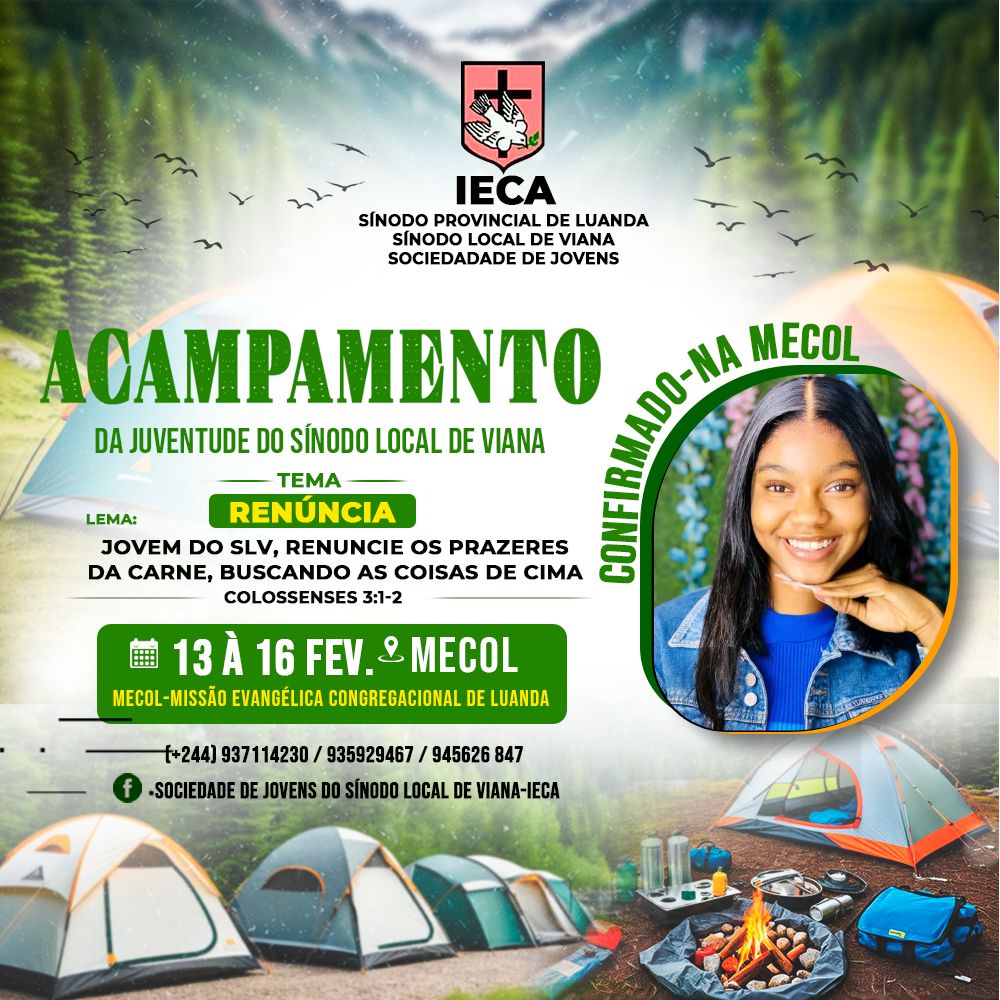 IECA
SÍNODO PROVINCIAL DE LUANDA
SÍNODO LOCAL DE VIANA
SOCIEDADADE DE JOVENS
ACAMPAMENTO
DA JUVENTUDE DO SÍNODO LOCAL DE VIANA
TEMA
RENÚNCIA
LEMA:
JOVEM DO SLV, RENUNCIE OS PRAZERES
DA CARNE, BUSCANDO AS COISAS DE CIMA
COLOSSENSES 3:1-2
CONFIRMADO-NA MECOL
13 À 16 FEV. MECOL
MECOL-MISSÃO EVANGÉLICA CONGREGACIONAL DE LUANDA
(+244) 937114230 / 935929467 / 945626 847
-SOCIEDADE DE JOVENS DO SÍNODO LOCAL DE VIANA-IECA